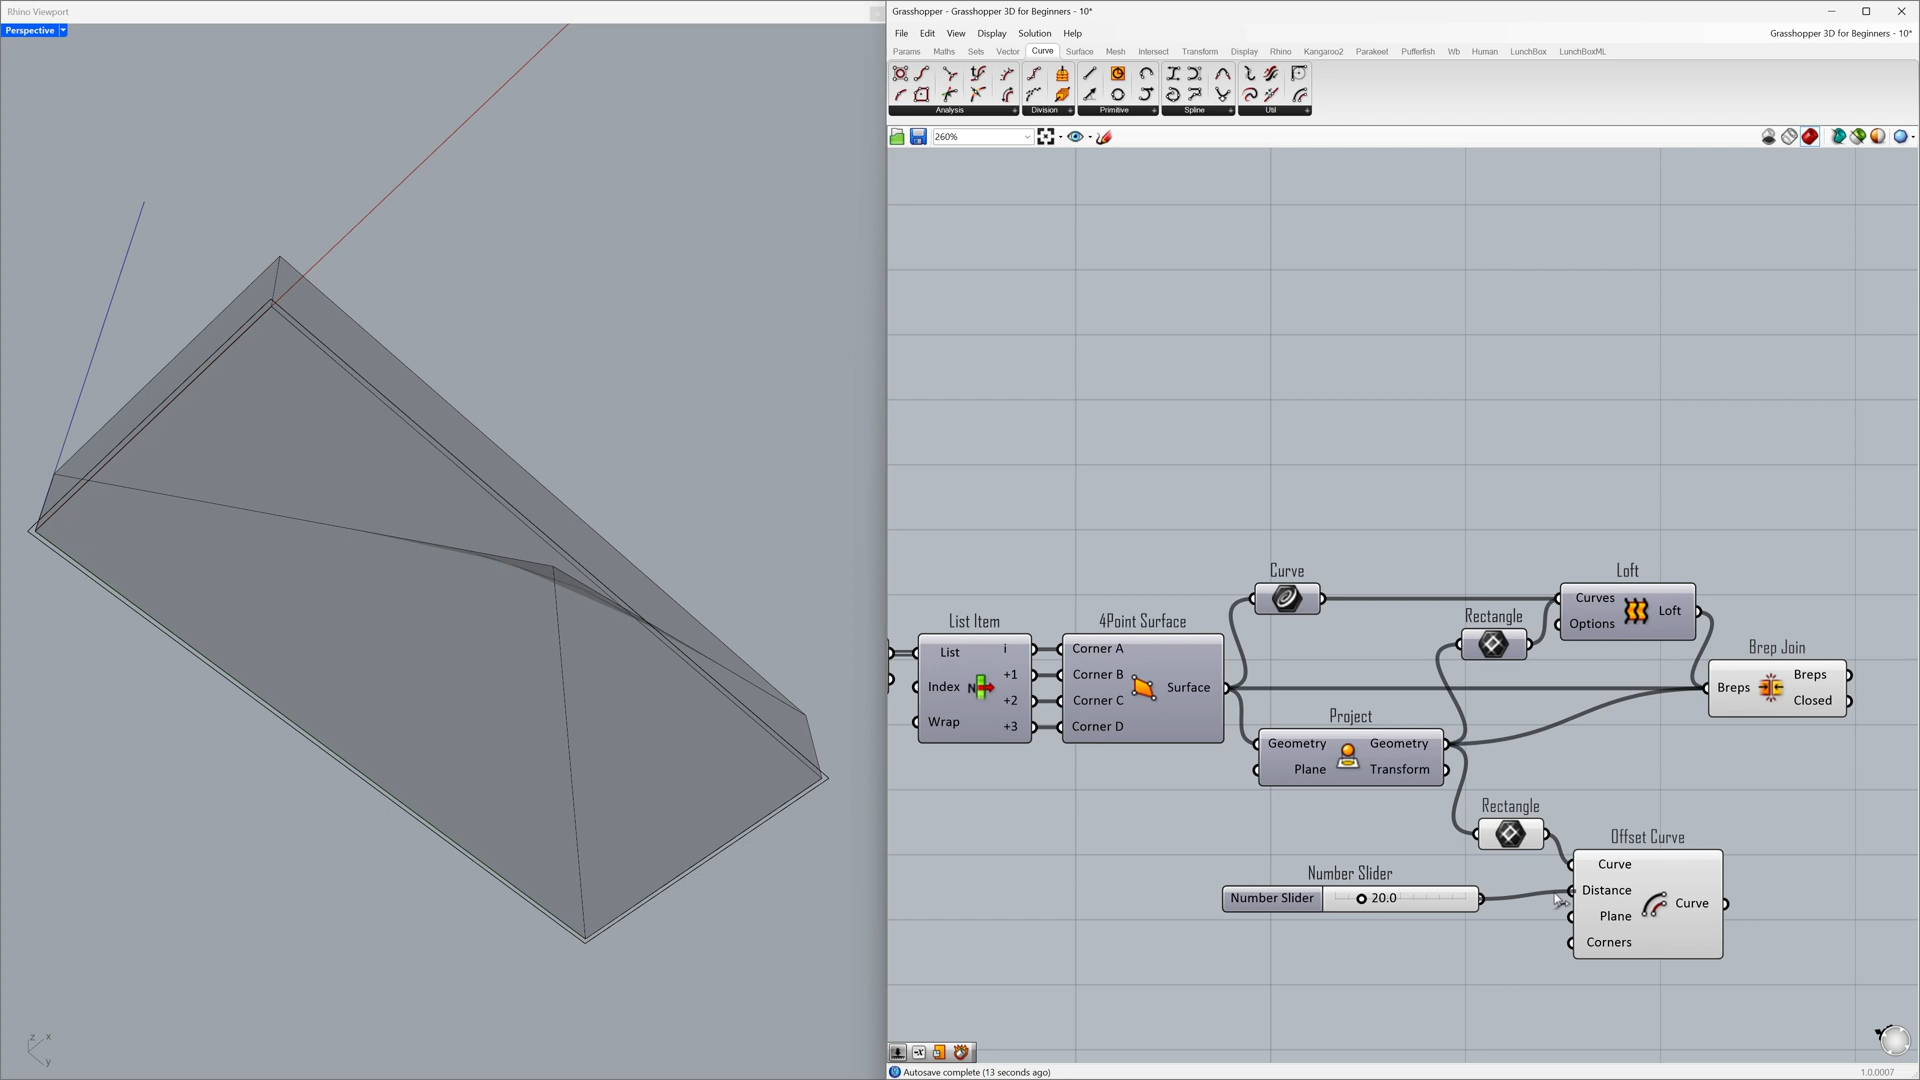 Rhino Viewport
Perspective
z x
y
Grasshopper - Grasshopper 3D for Beginners - 10*
File Edit View Display Solution Help
Grasshopper 3D for Beginners - 10*
Params Maths Sets Vector Curve Surface Mesh Intersect Transform Display Rhino Kangaroo2 Parakeet Pufferfish Wb Human LunchBox LunchBoxML
Analysis Division Primitive Spline Util
260%
Curve
Loft
Curves Loft
Options
Rectangle
List Item
List i
Index +1
N
+2
Wrap +3
4Point Surface
Corner A
Corner B
Surface
Corner C
Corner D
Brep Join
Breps Breps
Closed
Project
Geometry Geometry
Plane Transform
Rectangle
Offset Curve
Curve
Distance
Curve
Plane
Corners
Number Slider
Number Slider 20.0
Autosave complete (13 seconds ago)
1.0.0007